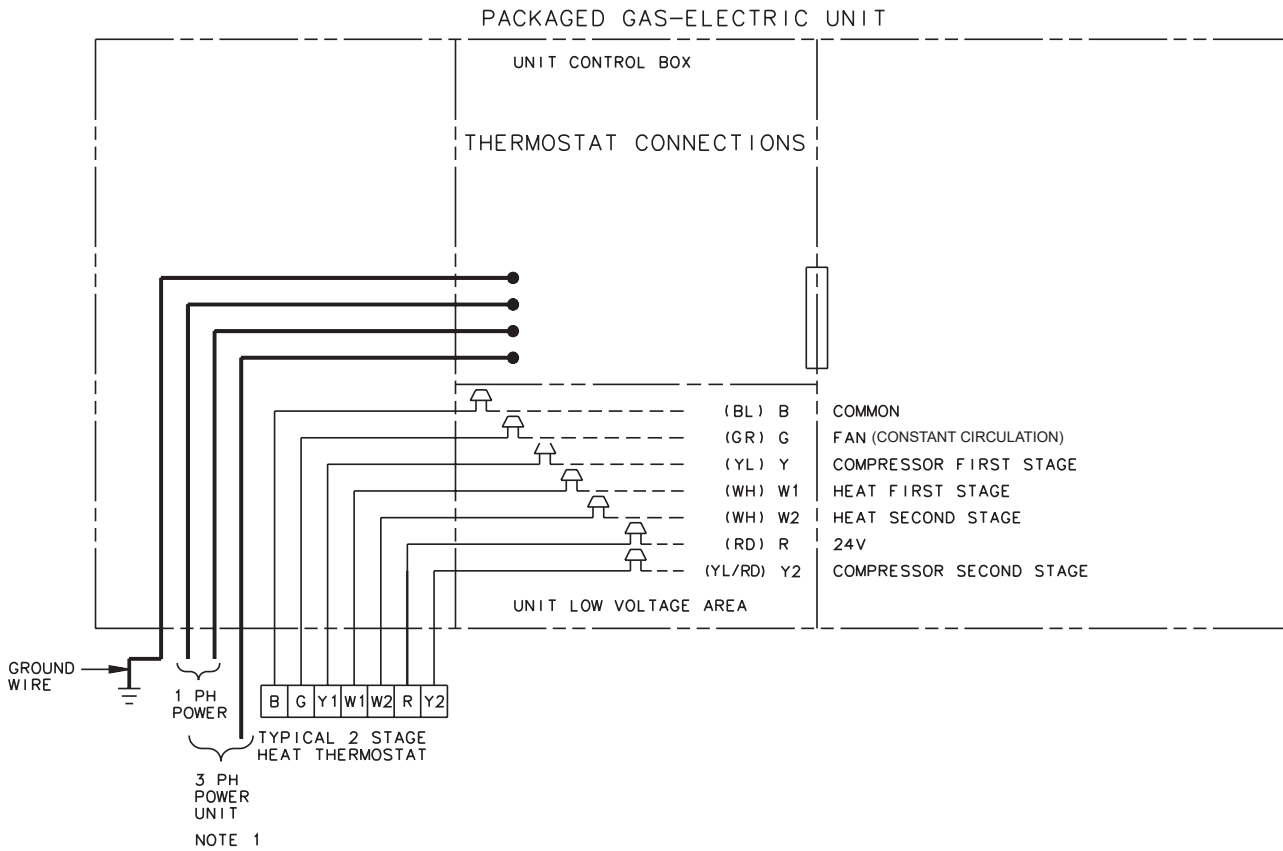 PACKAGED GAS-ELECTRIC UNIT
UNIT CONTROL BOX
THERMOSTAT CONNECTIONS
(BL) B COMMON
(GR) G FAN (CONSTANT CIRCULATION)
(YL) Y COMPRESSOR FIRST STAGE
(WH) W1 HEAT FIRST STAGE
(WH) W2 HEAT SECOND STAGE
(RD) R 24V
(YL/RD) Y2 COMPRESSOR SECOND STAGE
UNIT LOW VOLTAGE AREA
GROUND
WIRE
1 PH
POWER
B G Y1 W1 W2 R Y2
TYPICAL 2 STAGE
HEAT THERMOSTAT
3 PH
POWER
UNIT
NOTE 1